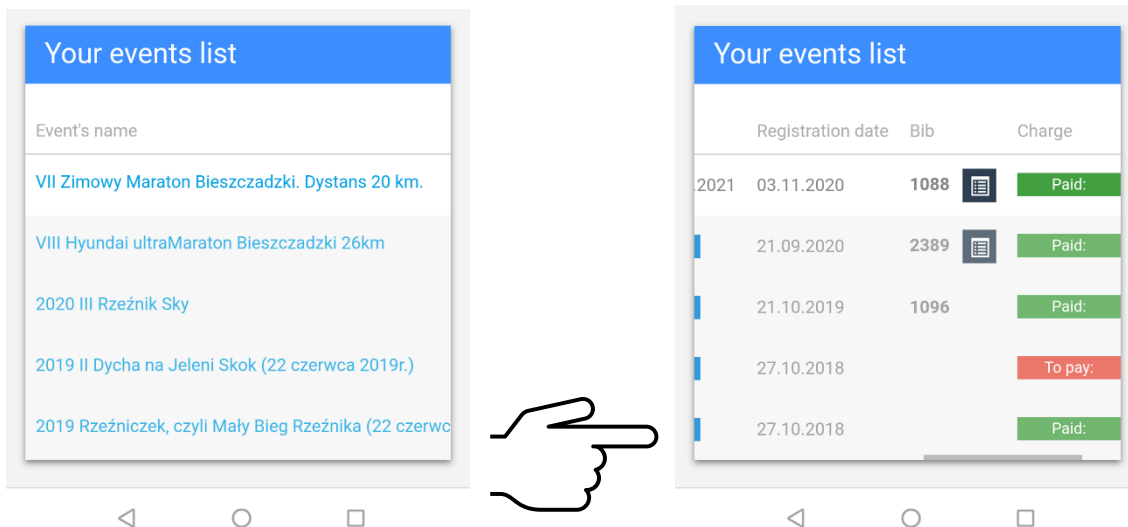 Your events list
Event's name
VII Zimowy Maraton Bieszczadzki. Dystans 20 km.
VIII Hyundai ultraMaraton Bieszczadzki 26km
2020 III Rzeźnik Sky
2019 II Dycha na Jeleni Skok (22 czerwca 2019r.)
2019 Rzeźniczek, czyli Mały Bieg Rzeźnika (22 czerwc
Your events list
Registration date Bib Charge
.2021 03.11.2020 1088 Paid:
21.09.2020 2389 Paid:
21.10.2019 1096 Paid:
27.10.2018 To pay:
27.10.2018 Paid: